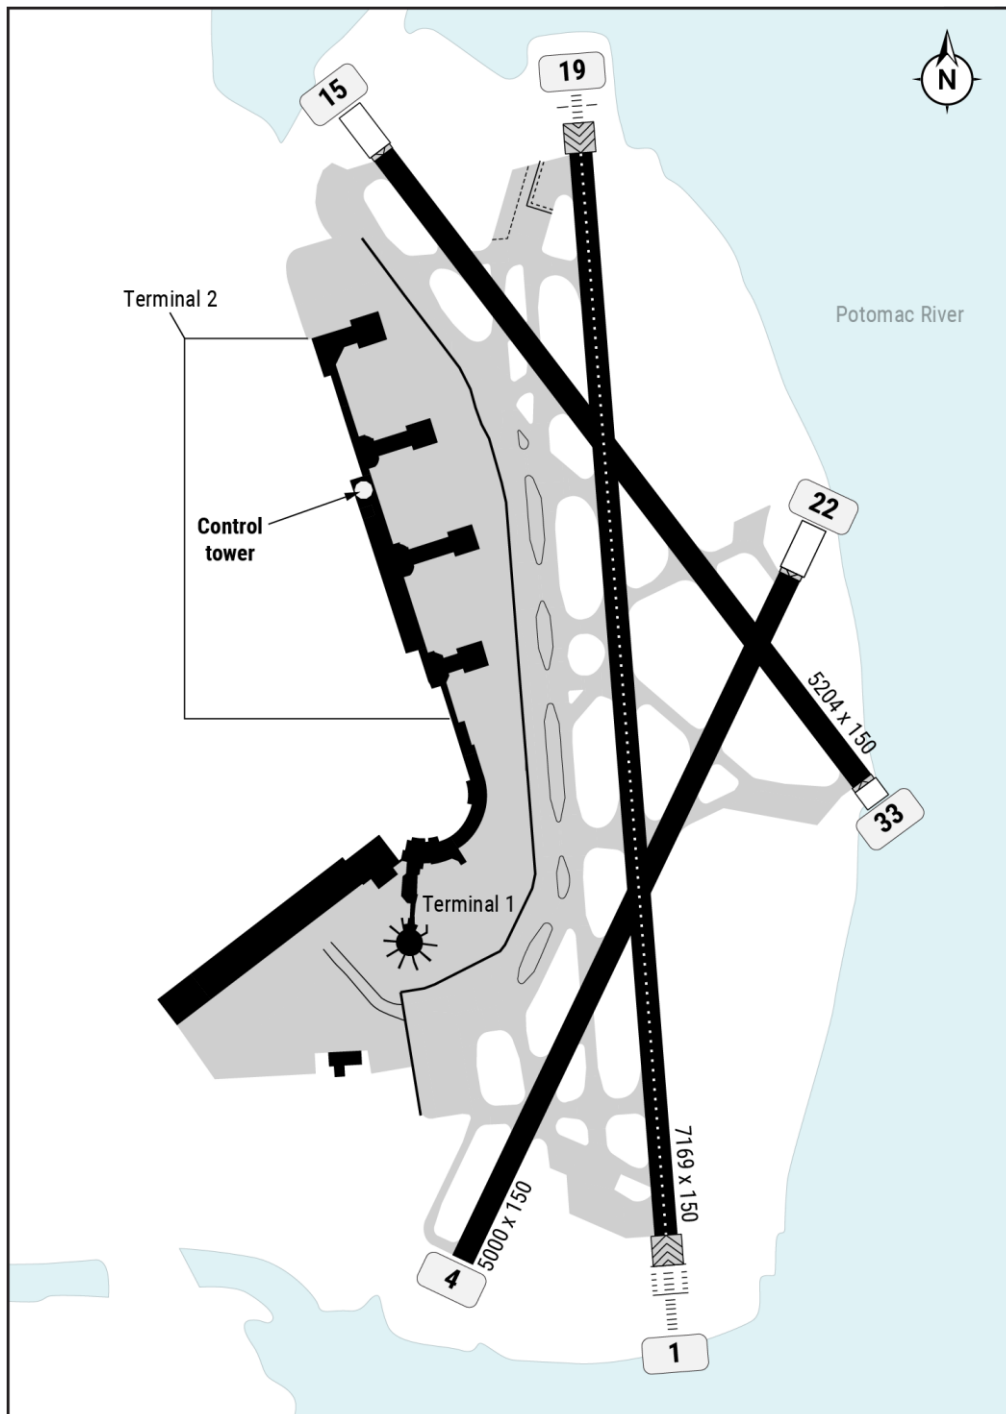 19
15
N
Terminal 2
Potomac River
22
Control
tower
5204 x 150
33
Terminal 1
7169 x 150
5000 x 150
4
1